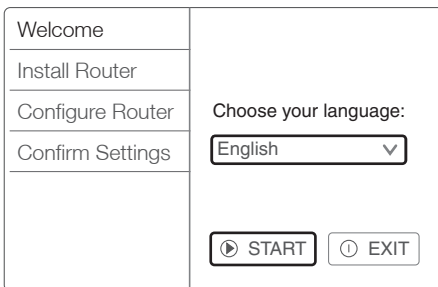 Welcome
Install Router
Configure Router
Confirm Settings
Choose your language:
English
START
EXIT